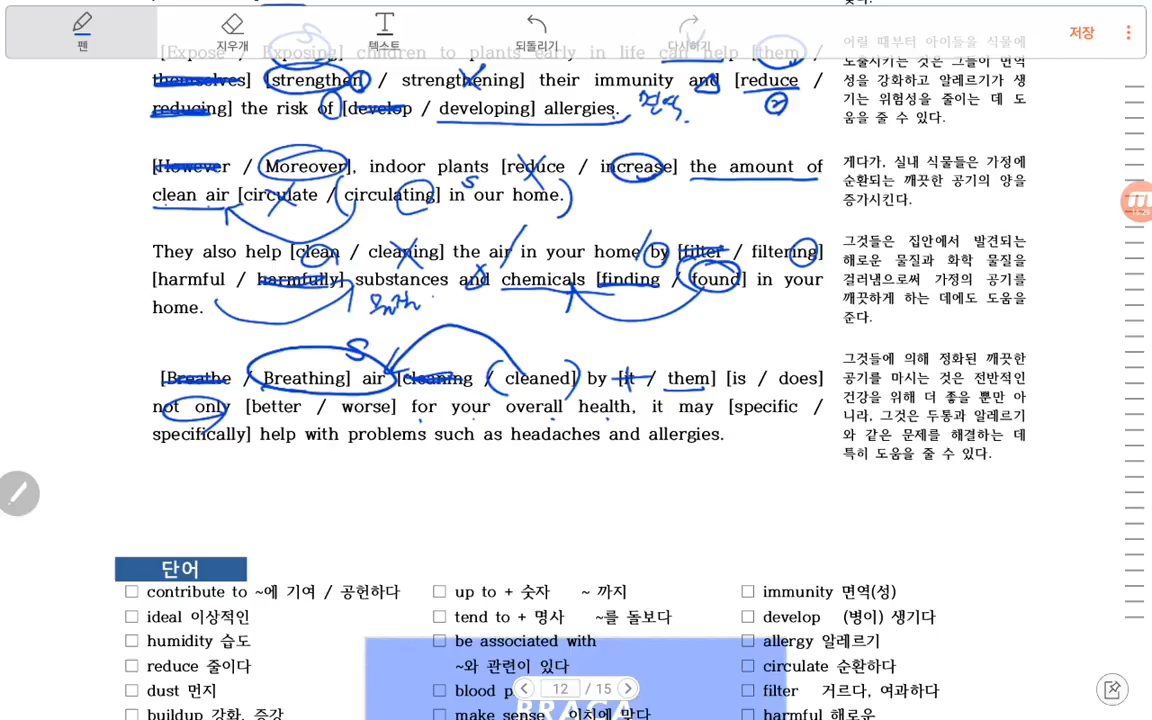 펜
지우개
텍스트
되돌리기
다시하기
저장
[Expose / Exposing] children to plants early in life can help [them /
themselves] [strengthen / strengthening] their immunity and [reduce /
reducing] the risk of [develop / developing] allergies.
면역
[However / Moreover], indoor plants [reduce / increase] the amount of
clean air [circulate / circulating] in our home.
They also help [clean / cleaning] the air in your home by [filter / filtering]
[harmful / harmfully] substances and chemicals [finding / found] in your
home.
[Breathe / Breathing] air [cleaning / cleaned] by [it / them] [is / does]
not only [better / worse] for your overall health, it may [specific /
specifically] help with problems such as headaches and allergies.
어릴 때부터 아이들을 식물에
노출시키는 것은 그들이 면역
성을 강화하고 알레르기가 생
기는 위험성을 줄이는 데 도
움을 줄 수 있다.
게다가, 실내 식물들은 가정에
순환되는 깨끗한 공기의 양을
증가시킨다.
그것들은 집안에서 발견되는
해로운 물질과 화학 물질을
걸러냄으로써 가정의 공기를
깨끗하게 하는 데에도 도움을
준다.
그것들에 의해 정화된 깨끗한
공기를 마시는 것은 전반적인
건강을 위해 더 좋을 뿐만 아
니라, 그것은 두통과 알레르기
와 같은 문제를 해결하는 데
특히 도움을 줄 수 있다.
단어
contribute to ~에 기여 / 공헌하다
ideal 이상적인
humidity 습도
reduce 줄이다
dust 먼지
buildup 강화, 증강
up to + 숫자 ~ 까지
tend to + 명사 ~를 돌보다
be associated with
~와 관련이 있다
blood
make sense 이치에 맞다
immunity 면역(성)
develop (병이) 생기다
allergy 알레르기
circulate 순환하다
filter 거르다, 여과하다
harmful 해로운
12 / 15
BRAGA